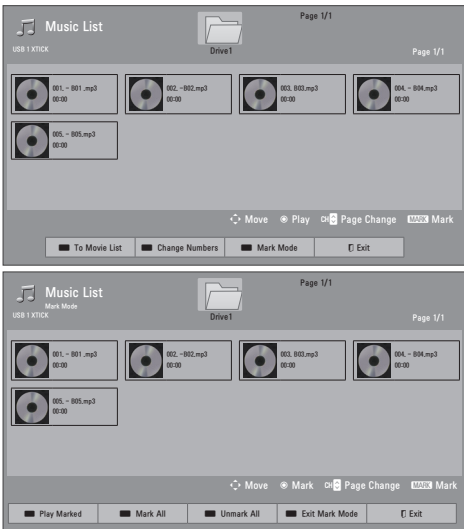 Page 1/1
Music List
USB 1 XTICK
Drive1
Page 1/1
001. - B01 .mp3
00:00
002. -B02.mp3
00:00
003. B03.mp3
00:00
004. - B04.mp3
00:00
005. - B05.mp3
00:00
Move Play CH Page Change MARK Mark
To Movie List Change Numbers Mark Mode Exit
Page 1/1
Music List
Mark Mode
USB 1 XTICK
Drive1
Page 1/1
001. - B01 .mp3
00:00
002. -B02.mp3
00:00
003. B03.mp3
00:00
004. - B04.mp3
00:00
005. - B05.mp3
00:00
Move Mark CH Page Change MARK Mark
Play Marked Mark All Unmark All Exit Mark Mode Exit